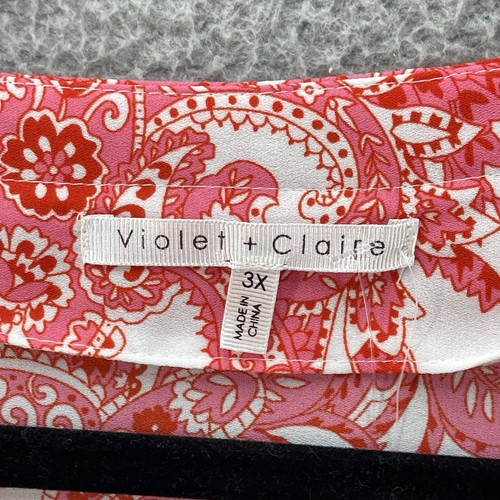 Violet + Claire
3X
MADE IN
CHINA